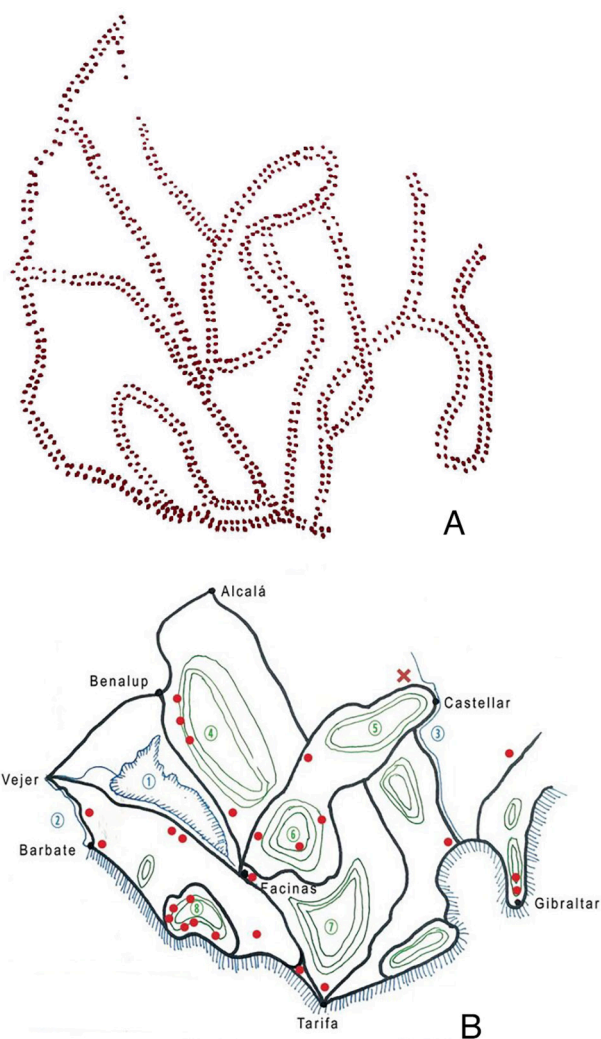 A
Alcalá
Benalup
Castellar
4
5
3
Vejer
1
2
6
Barbate
Facinas
Gibraltar
8
7
Tarifa
B